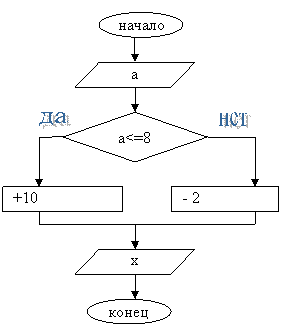 начало
a
да
нет
a<=8
+10
- 2
x
конец